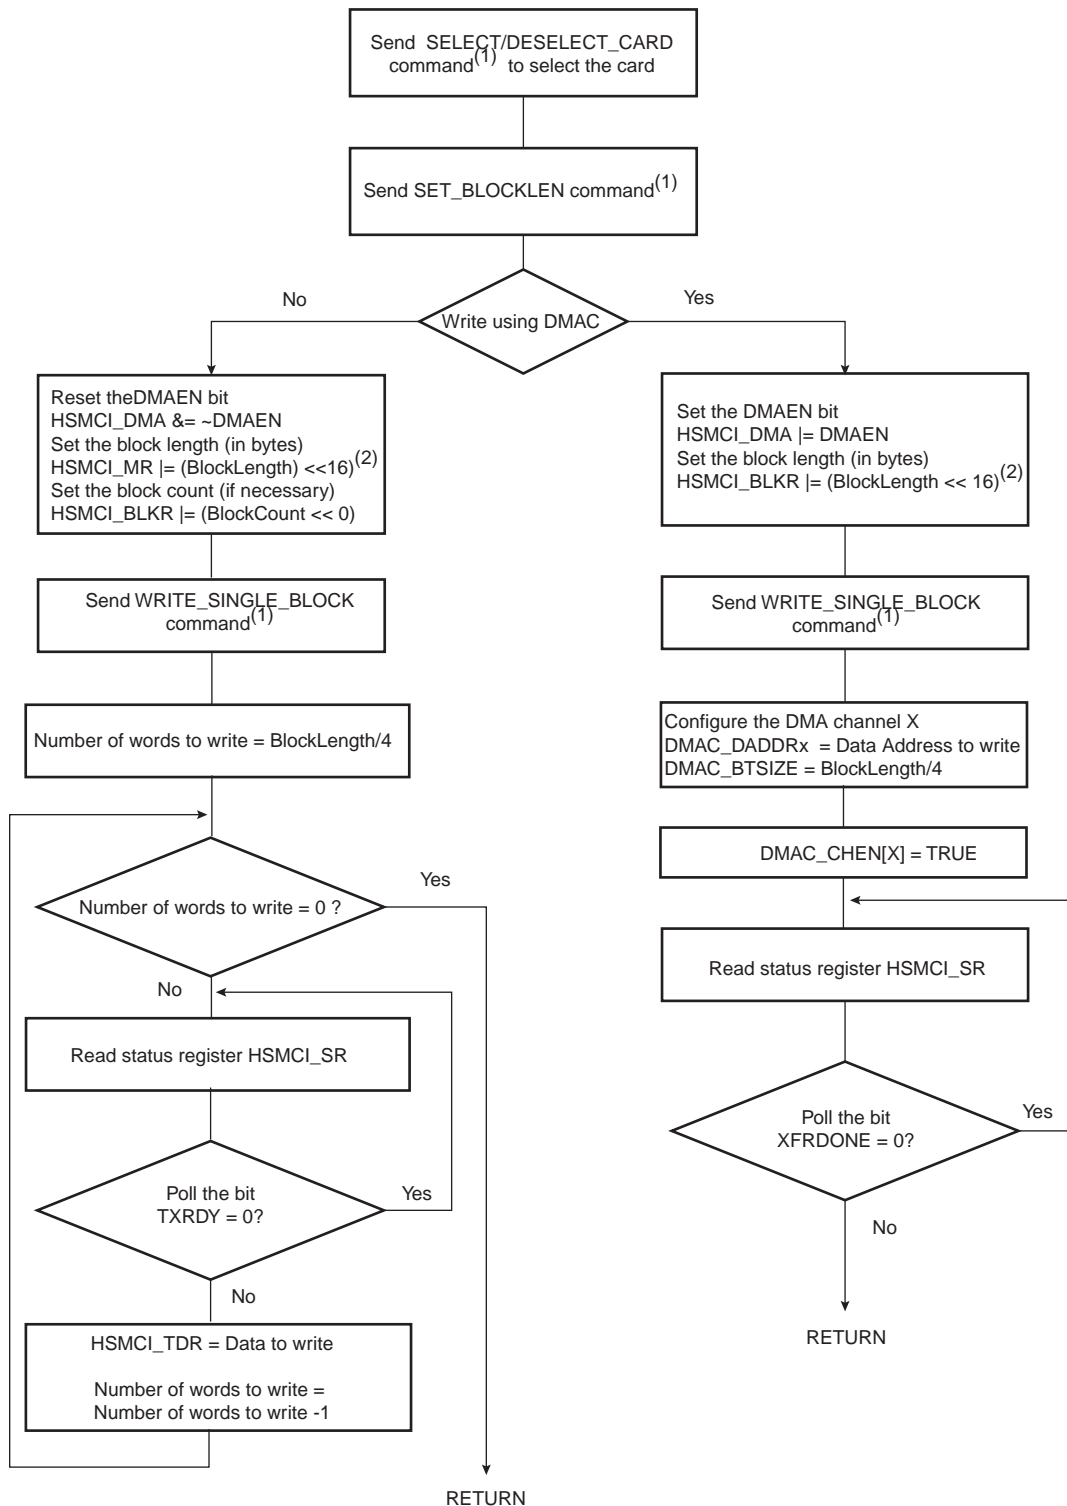 Send SELECT/DESELECT_CARD
command(1) to select the card
Send SET_BLOCKLEN command(1)
No
Yes
Write using DMAC
Reset theDMAEN bit
HSMCI_DMA &= ~DMAEN
Set the block length (in bytes)
HSMCI_MR |= (BlockLength) <<16)(2)
Set the block count (if necessary)
HSMCI_BLKR |= (BlockCount << 0)
Set the DMAEN bit
HSMCI_DMA |= DMAEN
Set the block length (in bytes)
HSMCI_BLKR |= (BlockLength << 16)(2)
Send WRITE_SINGLE_BLOCK
command(1)
Send WRITE_SINGLE_BLOCK
command(1)
Number of words to write = BlockLength/4
Configure the DMA channel X
DMAC_DADDRx = Data Address to write
DMAC_BTSIZE = BlockLength/4
DMAC_CHEN[X] = TRUE
Number of words to write = 0 ?
Yes
No
Read status register HSMCI_SR
Read status register HSMCI_SR
Poll the bit
TXRDY = 0?
Yes
No
Poll the bit
XFRDONE = 0?
Yes
No
RETURN
HSMCI_TDR = Data to write
Number of words to write =
Number of words to write -1
RETURN